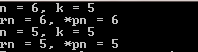 n = 6, k = 5
rn = 6, *pn = 6
n = 5, k = 5
rn = 5, *pn = 5